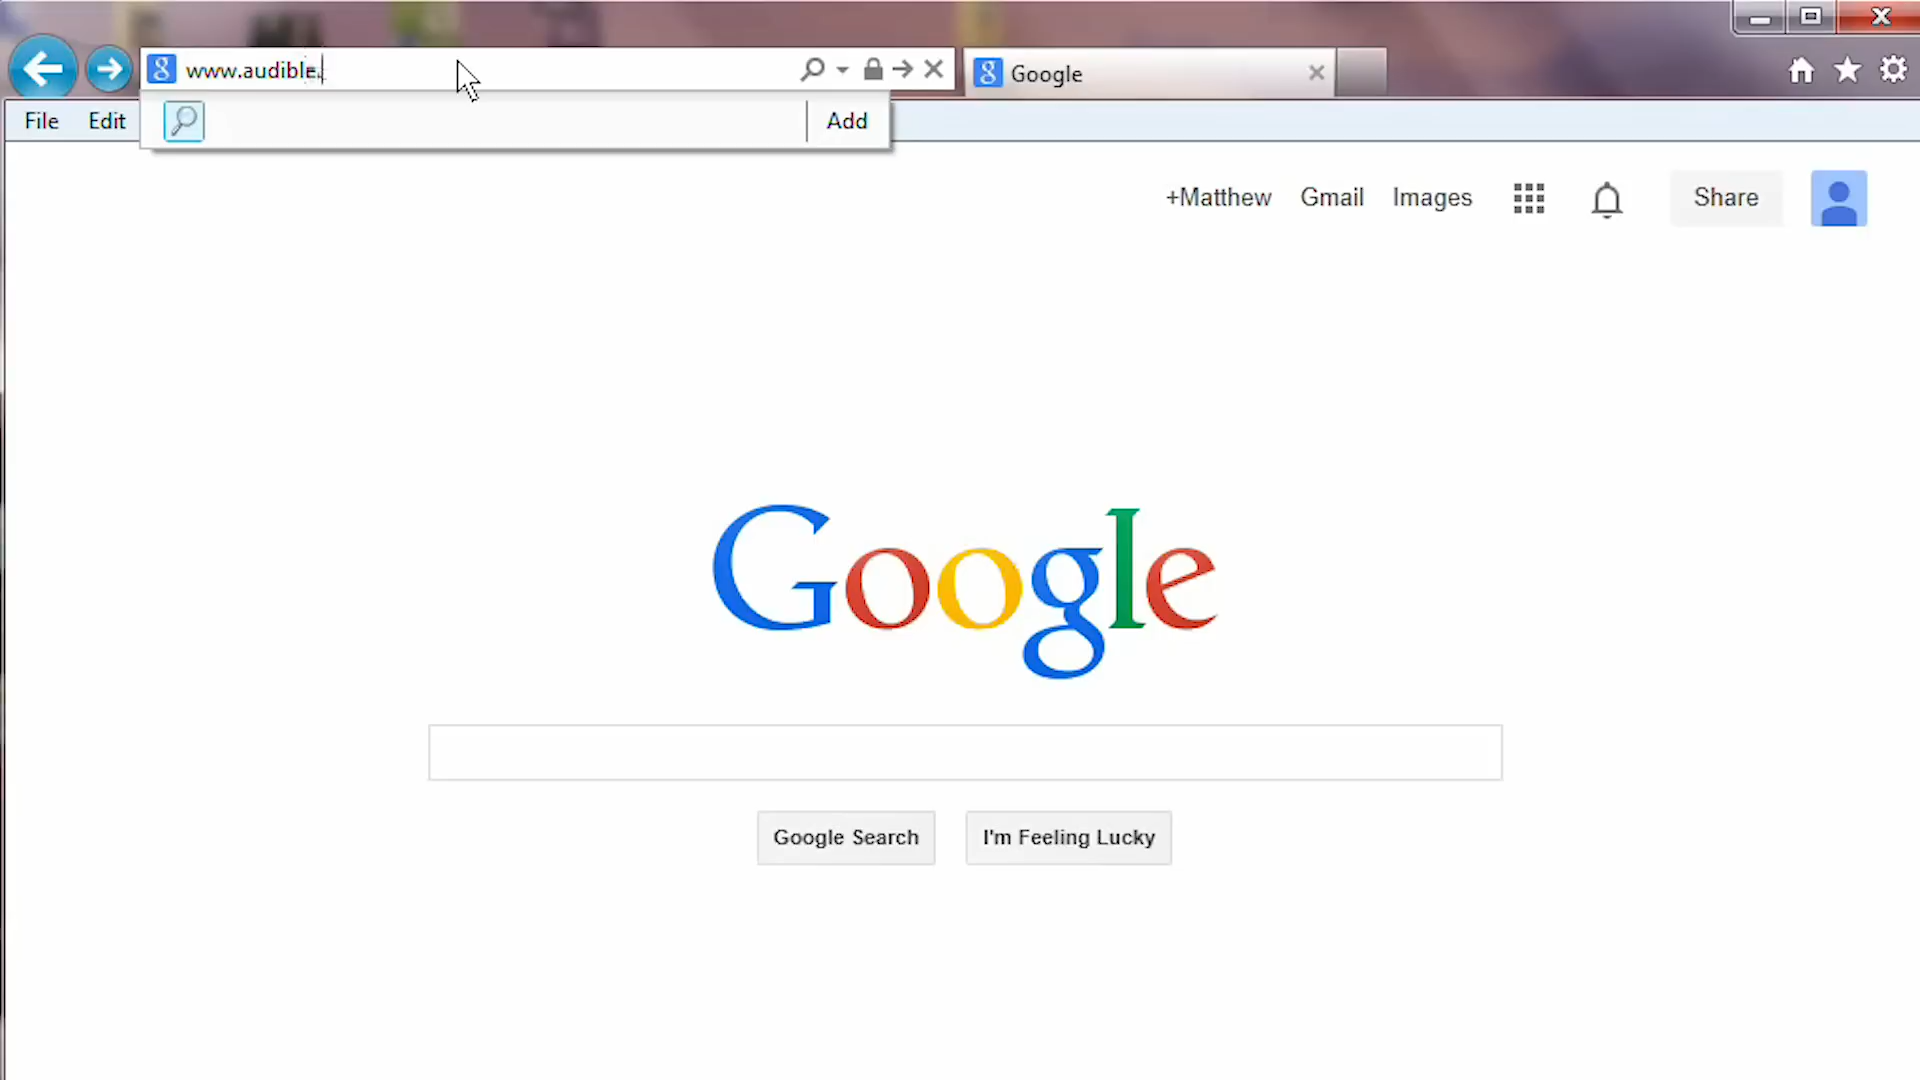 www.audible.
Google
File Edit
Add
+Matthew Gmail Images
Share
Google
Google Search
I'm Feeling Lucky